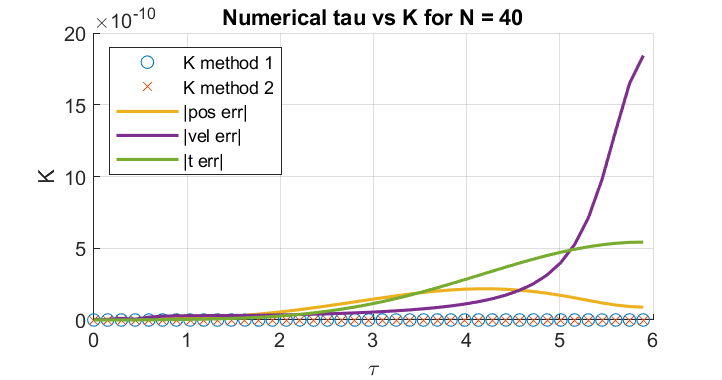 Numerical tau vs K for N = 40
×10-10
20
15
10
5
0
K
K method 1
K method 2
|pos err|
|vel err|
|t err|
0 1 2 3 4 5 6
τ